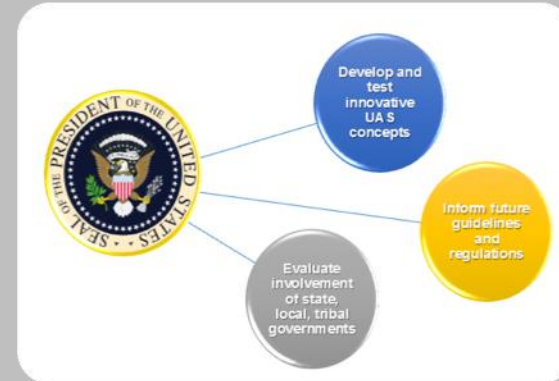 SEAL OF THE PRESIDENT OF THE UNITED STATES
Develop and
test
innovative
UAS
concepts
Inform future
guidelines
and
regulations
Evaluate
involvement
of state,
local, tribal
governments